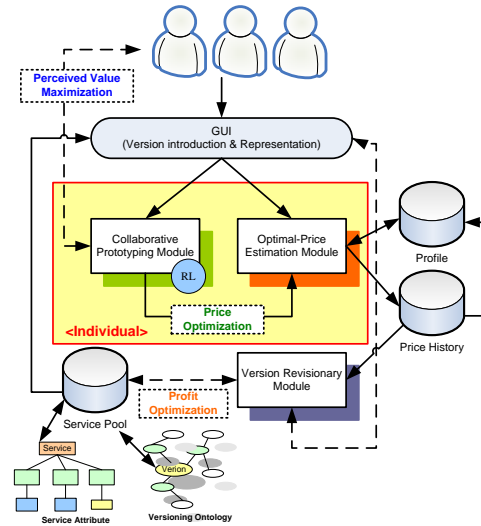 Perceived Value
Maximization
GUI
(Version introduction & Representation)
Collaborative
Prototyping Module
RL
Optimal-Price
Estimation Module
Profile
Price
Optimization
<Individual>
Price History
Version Revisionary
Module
Service Pool
Profit
Optimization
Service
Verion
Service Attribute
Versioning Ontology